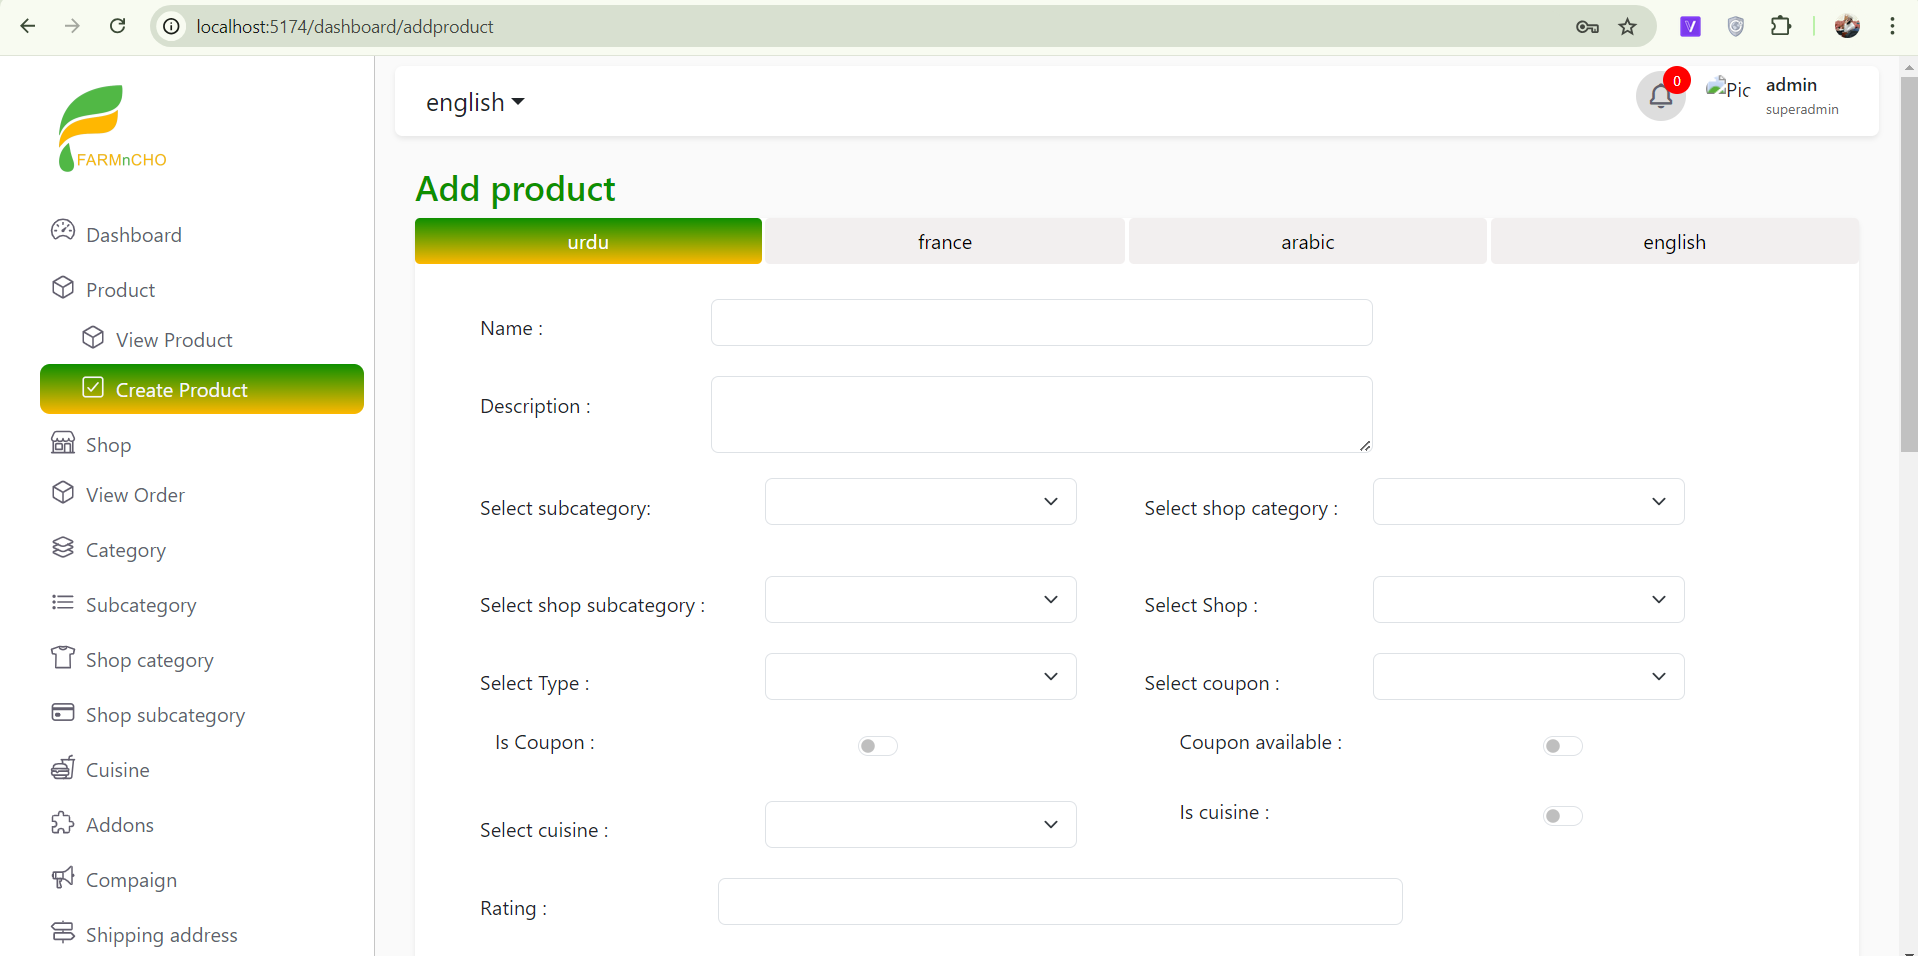 localhost:5174/dashboard/addproduct
FARMnCHO
english
0
Pic
admin
superadmin
Dashboard
Product
View Product
Create Product
Shop
View Order
Category
Subcategory
Shop category
Shop subcategory
Cuisine
Addons
Compaign
Shipping address
Add product
urdu france arabic english
Name :
Description :
Select subcategory: Select shop category :
Select shop subcategory : Select Shop :
Select Type : Select coupon :
Is Coupon : Coupon available :
Select cuisine : Is cuisine :
Rating :